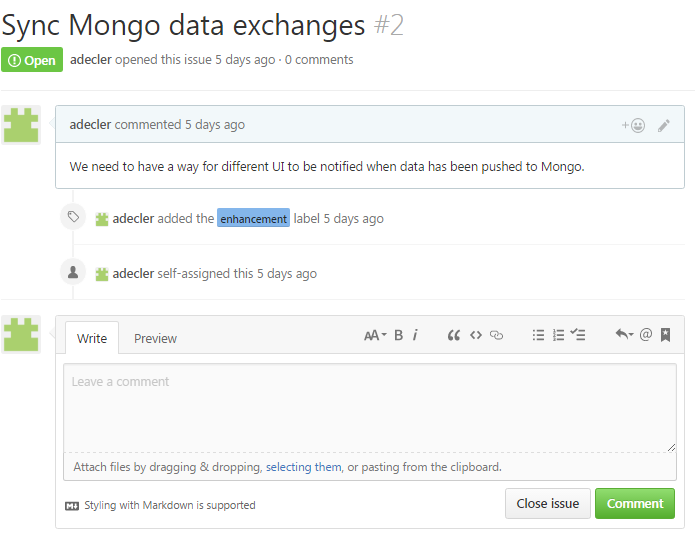 Sync Mongo data exchanges #2
Open adecler opened this issue 5 days ago · 0 comments
adecler commented 5 days ago
We need to have a way for different UI to be notified when data has been pushed to Mongo.
adecler added the enhancement label 5 days ago
adecler self-assigned this 5 days ago
Write Preview AA B i @
Leave a comment
Attach files by dragging & dropping, selecting them, or pasting from the clipboard.
Styling with Markdown is supported Close issue Comment